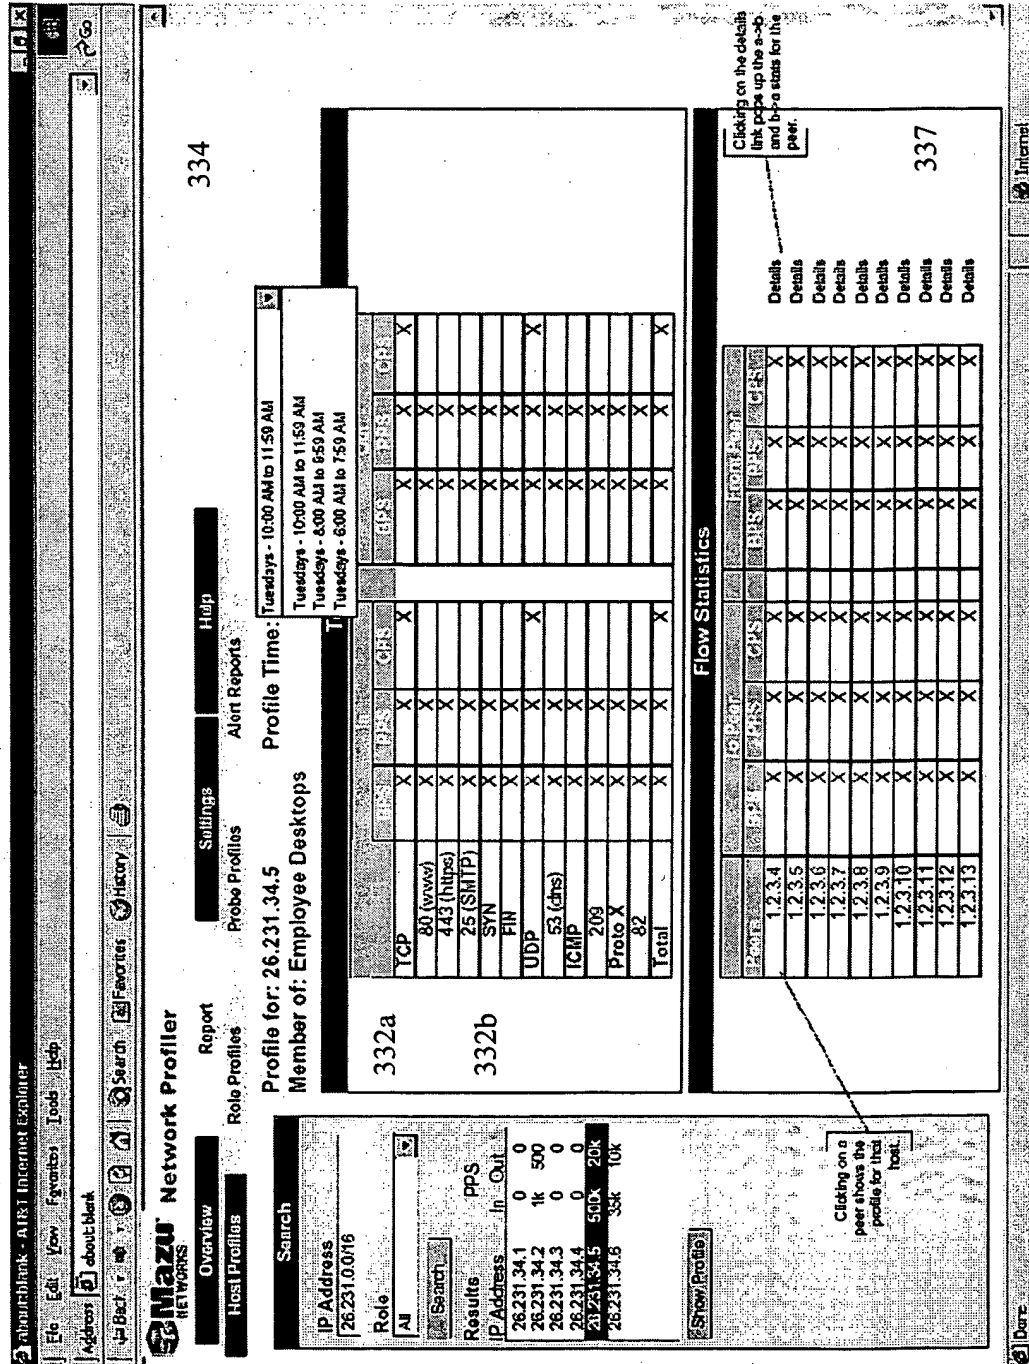 about:blank - AT&T Internet Explorer
File Edit View Favorites Tools Help
Back Search Favorites History
Address about:blank Go
Mazu Network Profiler
NETWORKS
Overview Report Settings Help
Host Profiles Role Profiles Probe Profiles Alert Reports
334
Search
IP Address
26.231.0.0/16
Role
All
Search
Results PPS
IP Address In Out
26.231.34.1 0 0
26.231.34.2 1k 500
26.231.34.3 0 0
26.231.34.4 0 0
26.231.34.5 500k 20k
26.231.34.6 35k 10k
Show Profile
Clicking on a
peer shows the
profile for that
host.
Profile for: 26.231.34.5 Profile Time: Tuesdays - 10:00 AM to 11:59 AM
Member of: Employee Desktops
Tuesdays - 10:00 AM to 11:59 AM
Tuesdays - 8:00 AM to 9:59 AM
Tuesdays - 6:00 AM to 7:59 AM
332a
332b
BPS PPS CPS BPS PPS CPS
TCP X X X X X X
80 (www) X X X X
443 (https) X X X X
25 (SMTP) X X X X
SYN X X X X
FIN X X X X
UDP X X X X X X
53 (dns) X X X X
ICMP X X X X
209 X X X X
Proto X X X X X
82 X X X X
Total X X X X X X
Flow Statistics
BPS PPS CPS BPS PPS CPS
1.2.3.4 X X X X X X Details
1.2.3.5 X X X X X X Details
1.2.3.6 X X X X X X Details
1.2.3.7 X X X X X X Details
1.2.3.8 X X X X X X Details
1.2.3.9 X X X X X X Details
1.2.3.10 X X X X X X Details
1.2.3.11 X X X X X X Details
1.2.3.12 X X X X X X Details
1.2.3.13 X X X X X X Details
Clicking on the details
link pops up the a->b
and b->a stats for the
peer.
337
Done Internet